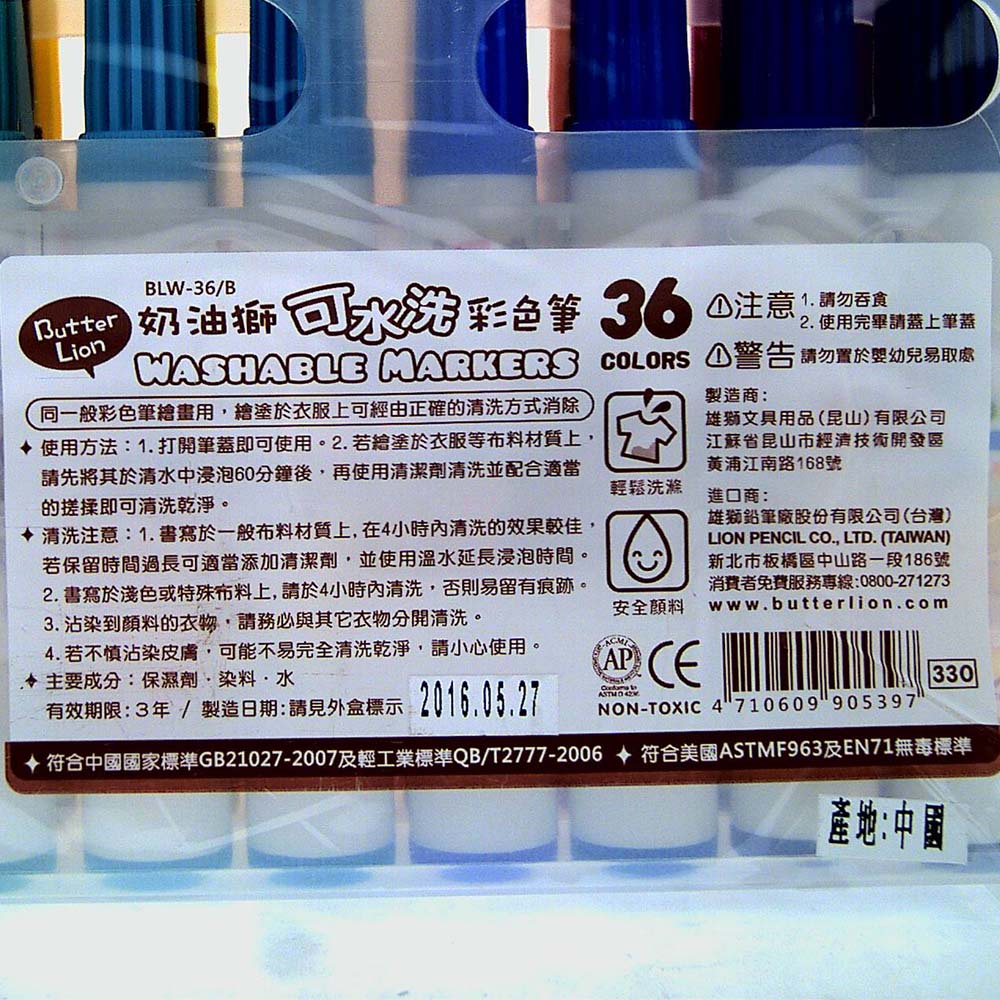 BLW-36/B
Butter
Lion
奶油獅 可水洗 彩色筆
WASHABLE MARKERS
36
COLORS
注意 1. 請勿吞食
2. 使用完畢請蓋上筆蓋
警告 請勿置於嬰幼兒易取處
同一般彩色筆繪畫用，繪塗於衣服上可經由正確的清洗方式消除
✦ 使用方法：1. 打開筆蓋即可使用。2. 若繪塗於衣服等布料材質上，
請先將其於清水中浸泡60分鐘後，再使用清潔劑清洗並配合適當
的搓揉即可清洗乾淨。
✦ 清洗注意：1. 書寫於一般布料材質上, 在4小時內清洗的效果較佳，
若保留時間過長可適當添加清潔劑，並使用溫水延長浸泡時間。
2. 書寫於淺色或特殊布料上, 請於4小時內清洗，否則易留有痕跡。
3. 沾染到顏料的衣物，請務必與其它衣物分開清洗。
4. 若不慎沾染皮膚，可能不易完全清洗乾淨，請小心使用。
✦ 主要成分：保濕劑．染料．水
有效期限：3年 / 製造日期:請見外盒標示
2016.05.27
輕鬆洗滌
安全顏料
製造商：
雄獅文具用品(昆山)有限公司
江蘇省昆山市經濟技術開發區
黃浦江南路168號
進口商：
雄獅鉛筆廠股份有限公司(台灣)
LION PENCIL CO., LTD. (TAIWAN)
新北市板橋區中山路一段186號
消費者免費服務專線:0800-271273
www.butterlion.com
ACMI
AP
Conforms to
ASTM D 4236
CE
NON-TOXIC
4 710609 905397
330
✦ 符合中國國家標準GB21027-2007及輕工業標準QB/T2777-2006 ✦ 符合美國ASTMF963及EN71無毒標準
產地:中國